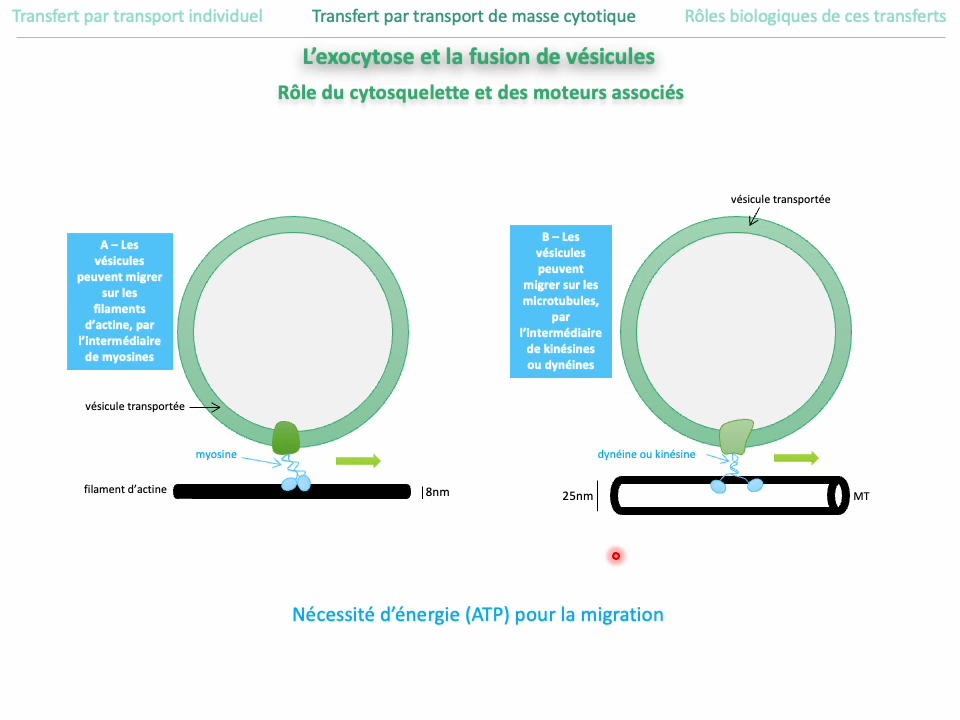 Transfert par transport individuel
Transfert par transport de masse cytotique
Rôles biologiques de ces transferts
L’exocytose et la fusion de vésicules
Rôle du cytosquelette et des moteurs associés
A – Les
vésicules
peuvent migrer
sur les
filaments
d’actine, par
l’intermédiaire
de myosines
vésicule transportée
myosine
filament d’actine
8nm
vésicule transportée
B – Les
vésicules
peuvent
migrer sur les
microtubules,
par
l’intermédiaire
de kinésines
ou dynéines
dynéine ou kinésine
25nm
MT
Nécessité d’énergie (ATP) pour la migration